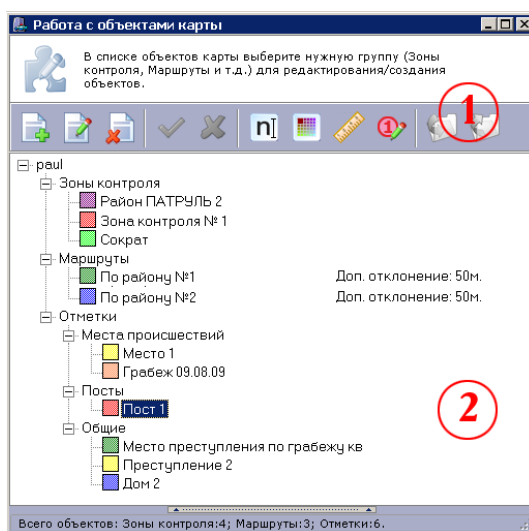 Работа с объектами карты
В списке объектов карты выберите нужную группу (Зоны
контроля, Маршруты и т.д.) для редактирования/создания
объектов.
n
1
1
paul
Зоны контроля
Район ПАТРУЛЬ 2
Зона контроля № 1
Сократ
Маршруты
По району №1 Доп. отклонение: 50м.
По району №2 Доп. отклонение: 50м.
Отметки
Места происшествий
Место 1
Грабеж 09.08.09
Посты
Пост 1
2
Общие
Место преступления по грабежу кв
Преступление 2
Дом 2
Всего объектов: Зоны контроля:4; Маршруты:3; Отметки:6.